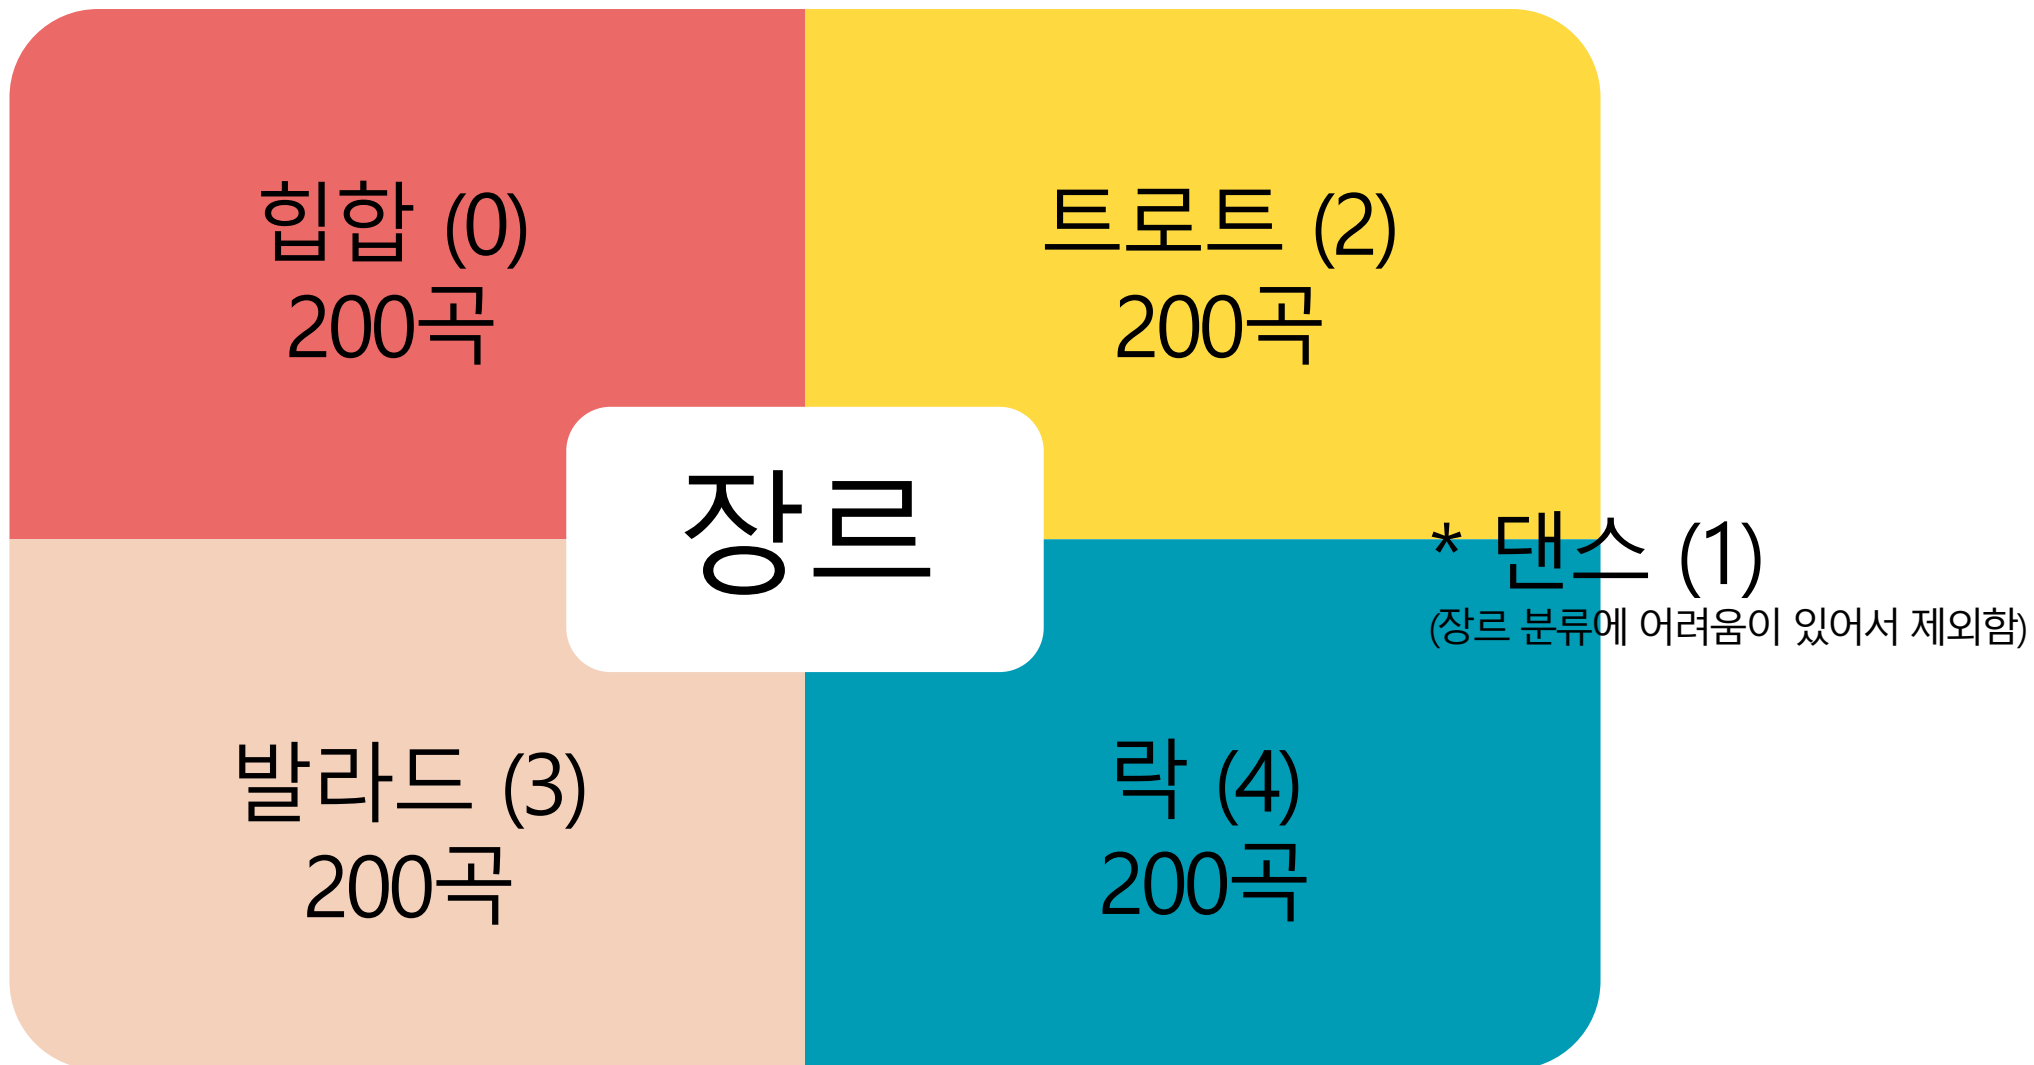 힙합 (0)
200곡
트로트 (2)
200곡
장르
* 댄스 (1)
(장르 분류에 어려움이 있어서 제외함)
발라드 (3)
200곡
락 (4)
200곡